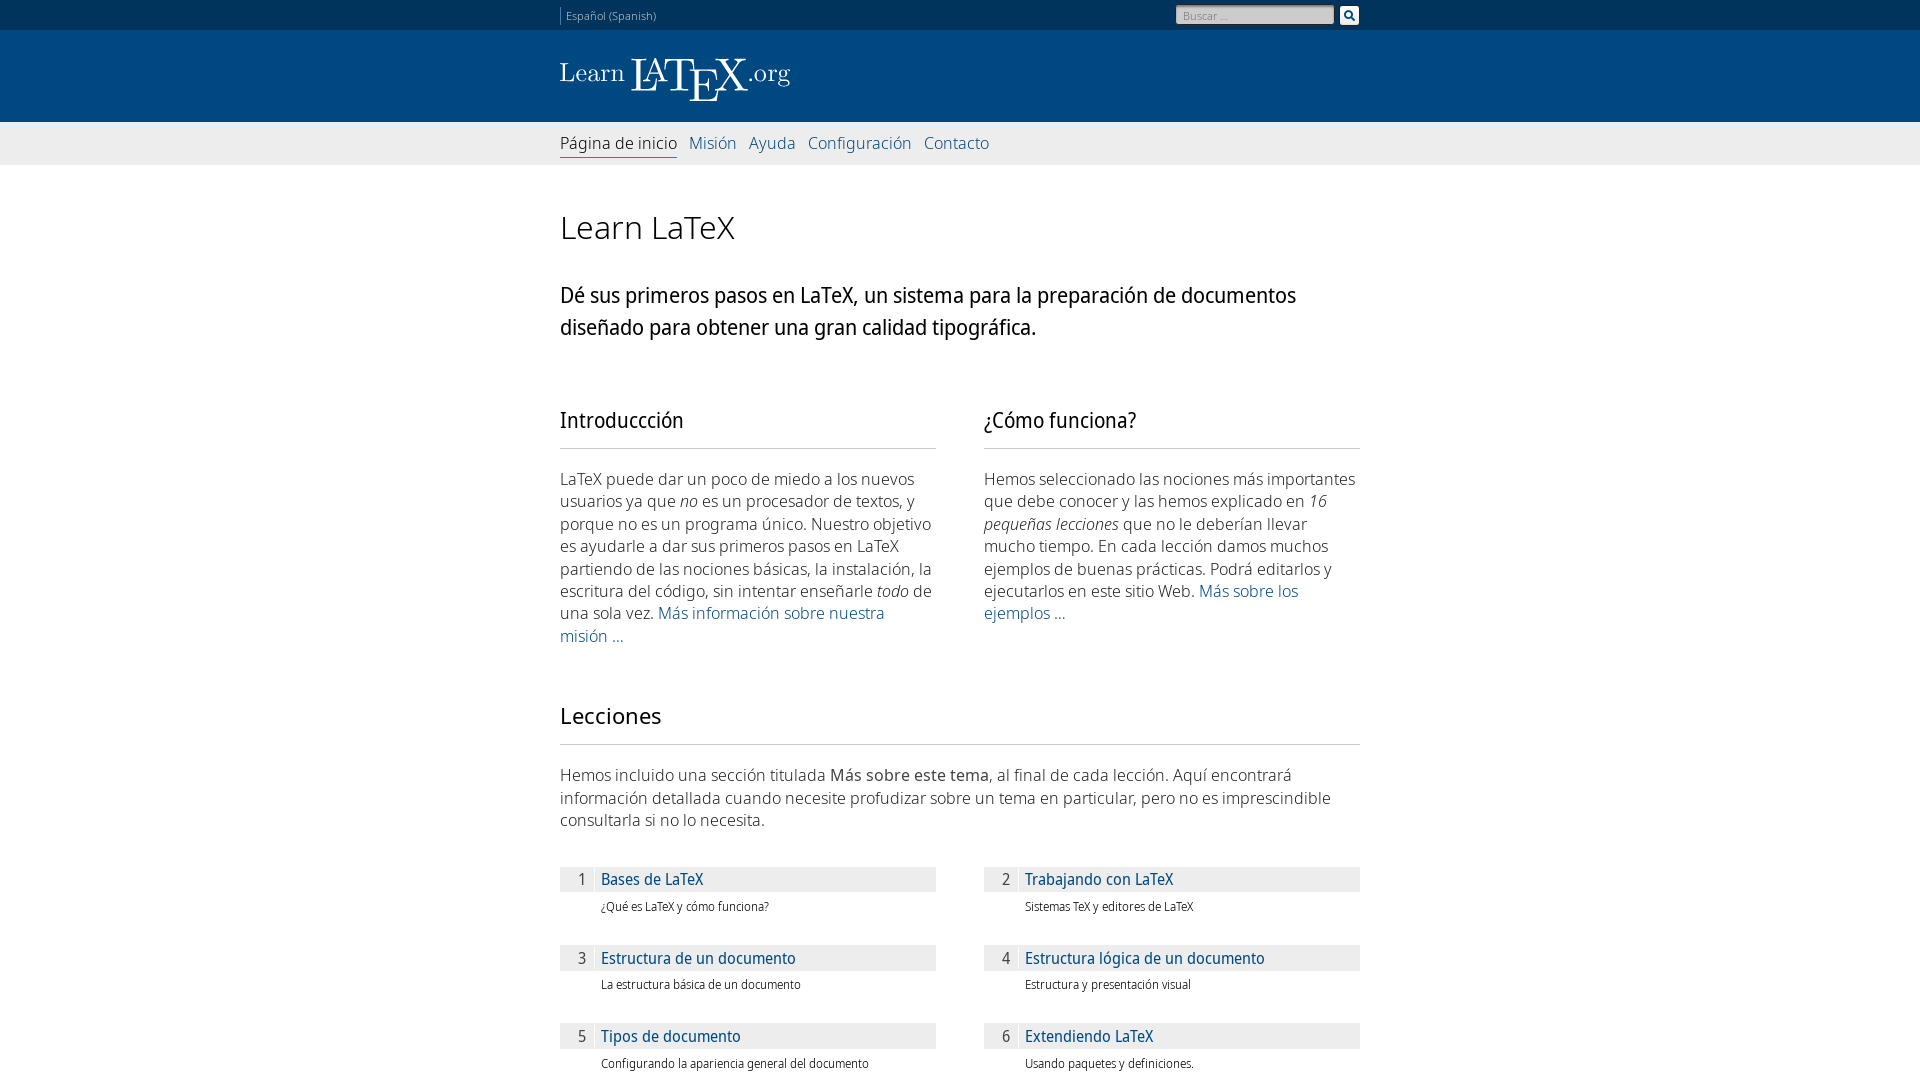 Español (Spanish)
Buscar ...
Learn LATEX.org
Página de inicio Misión Ayuda Configuración Contacto
Learn LaTeX
Dé sus primeros pasos en LaTeX, un sistema para la preparación de documentos
diseñado para obtener una gran calidad tipográfica.
Introduccción
LaTeX puede dar un poco de miedo a los nuevos
usuarios ya que no es un procesador de textos, y
porque no es un programa único. Nuestro objetivo
es ayudarle a dar sus primeros pasos en LaTeX
partiendo de las nociones básicas, la instalación, la
escritura del código, sin intentar enseñarle todo de
una sola vez. Más información sobre nuestra
misión ...
¿Cómo funciona?
Hemos seleccionado las nociones más importantes
que debe conocer y las hemos explicado en 16
pequeñas lecciones que no le deberían llevar
mucho tiempo. En cada lección damos muchos
ejemplos de buenas prácticas. Podrá editarlos y
ejecutarlos en este sitio Web. Más sobre los
ejemplos ...
Lecciones
Hemos incluido una sección titulada Más sobre este tema, al final de cada lección. Aquí encontrará
información detallada cuando necesite profudizar sobre un tema en particular, pero no es imprescindible
consultarla si no lo necesita.
1 Bases de LaTeX
¿Qué es LaTeX y cómo funciona?
2 Trabajando con LaTeX
Sistemas TeX y editores de LaTeX
3 Estructura de un documento
La estructura básica de un documento
4 Estructura lógica de un documento
Estructura y presentación visual
5 Tipos de documento
Configurando la apariencia general del documento
6 Extendiendo LaTeX
Usando paquetes y definiciones.